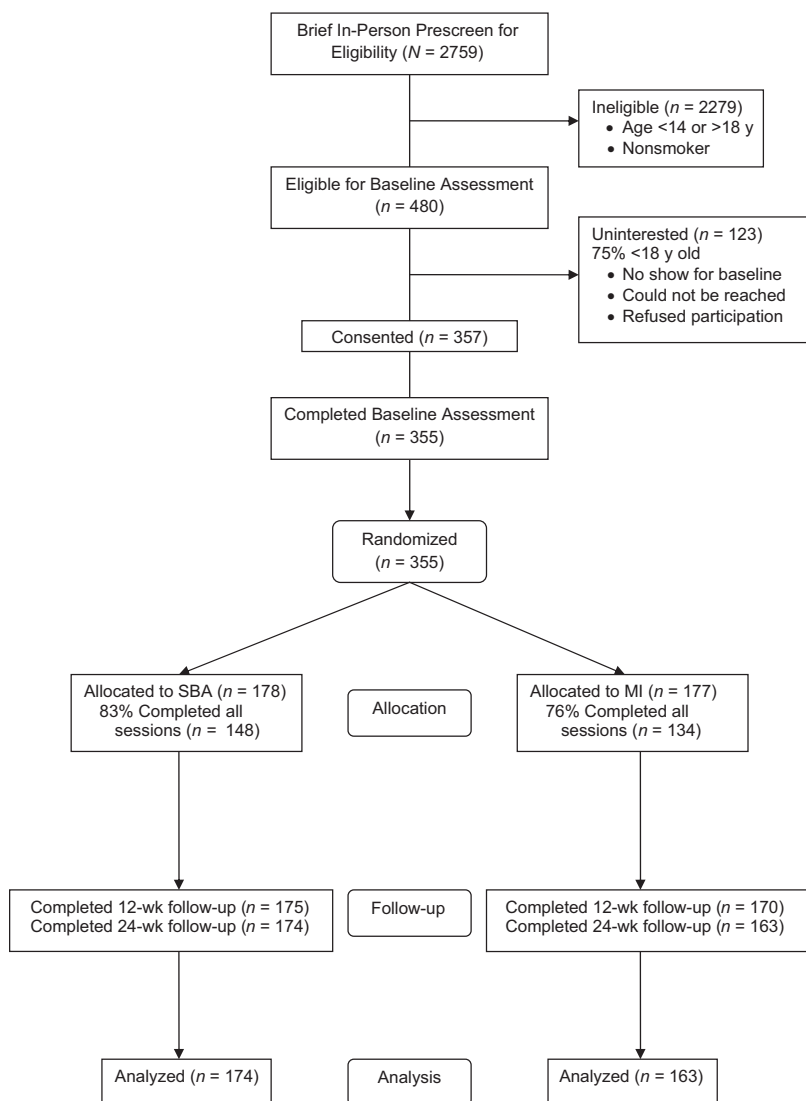 Brief In-Person Prescreen for
Eligibility (N = 2759)
Ineligible (n = 2279)
• Age <14 or >18 y
• Nonsmoker
Eligible for Baseline Assessment
(n = 480)
Uninterested (n = 123)
75% <18 y old
• No show for baseline
• Could not be reached
• Refused participation
Consented (n = 357)
Completed Baseline Assessment
(n = 355)
Randomized
(n = 355)
Allocated to SBA (n = 178)
83% Completed all
sessions (n = 148)
Allocation
Allocated to MI (n = 177)
76% Completed all
sessions (n = 134)
Completed 12-wk follow-up (n = 175)
Completed 24-wk follow-up (n = 174)
Follow-up
Completed 12-wk follow-up (n = 170)
Completed 24-wk follow-up (n = 163)
Analyzed (n = 174)
Analysis
Analyzed (n = 163)